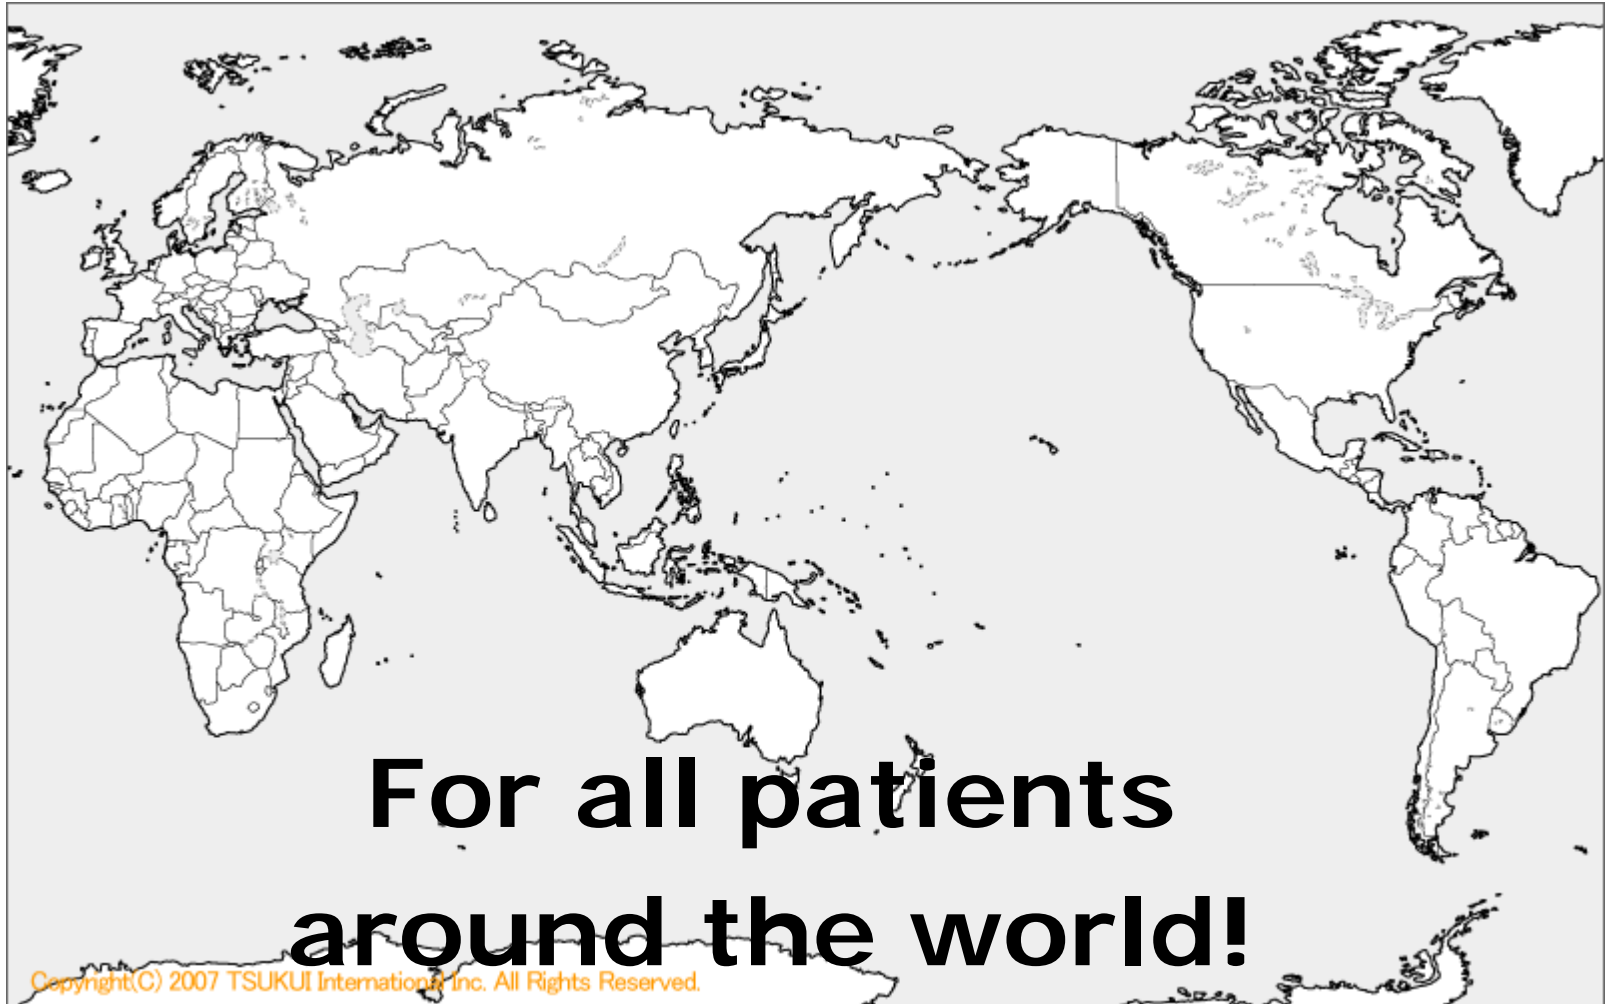 For all patients
around the world!
Copyright(C) 2007 TSUKUI International Inc. All Rights Reserved.